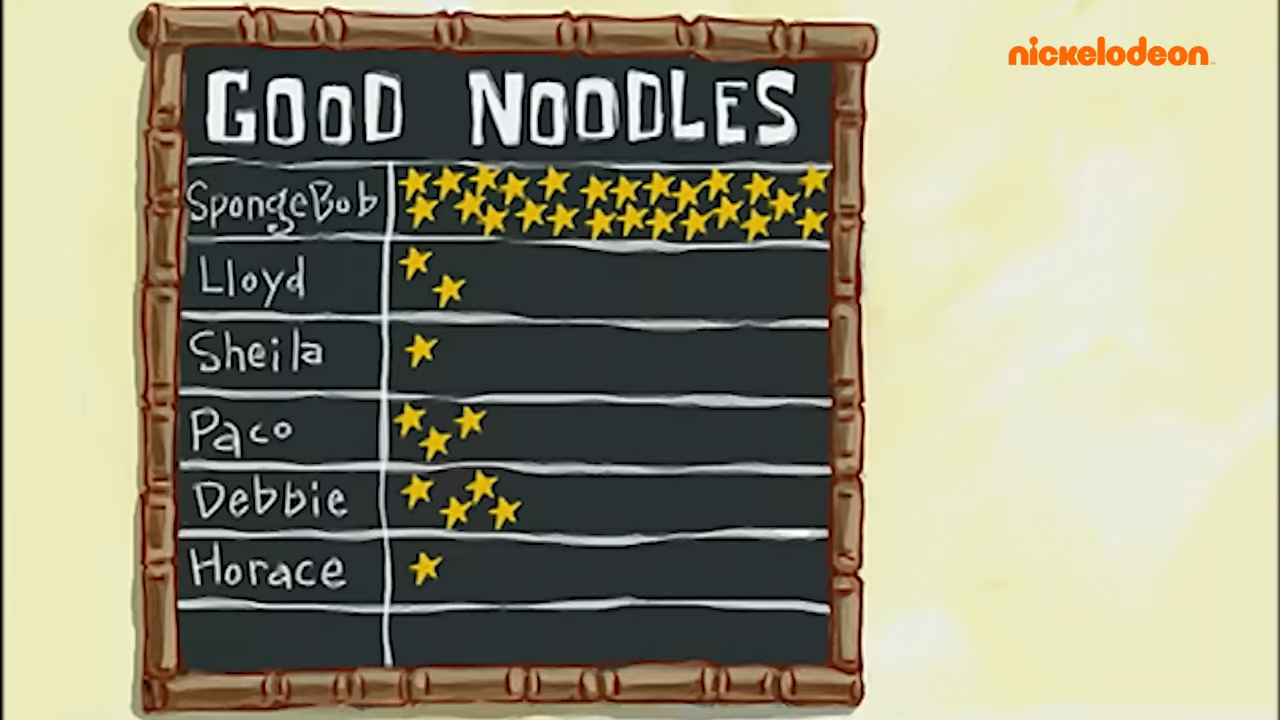 nickelodeon
GOOD NOODLES
SpongeBob
Lloyd
Sheila
Paco
Debbie
Horace